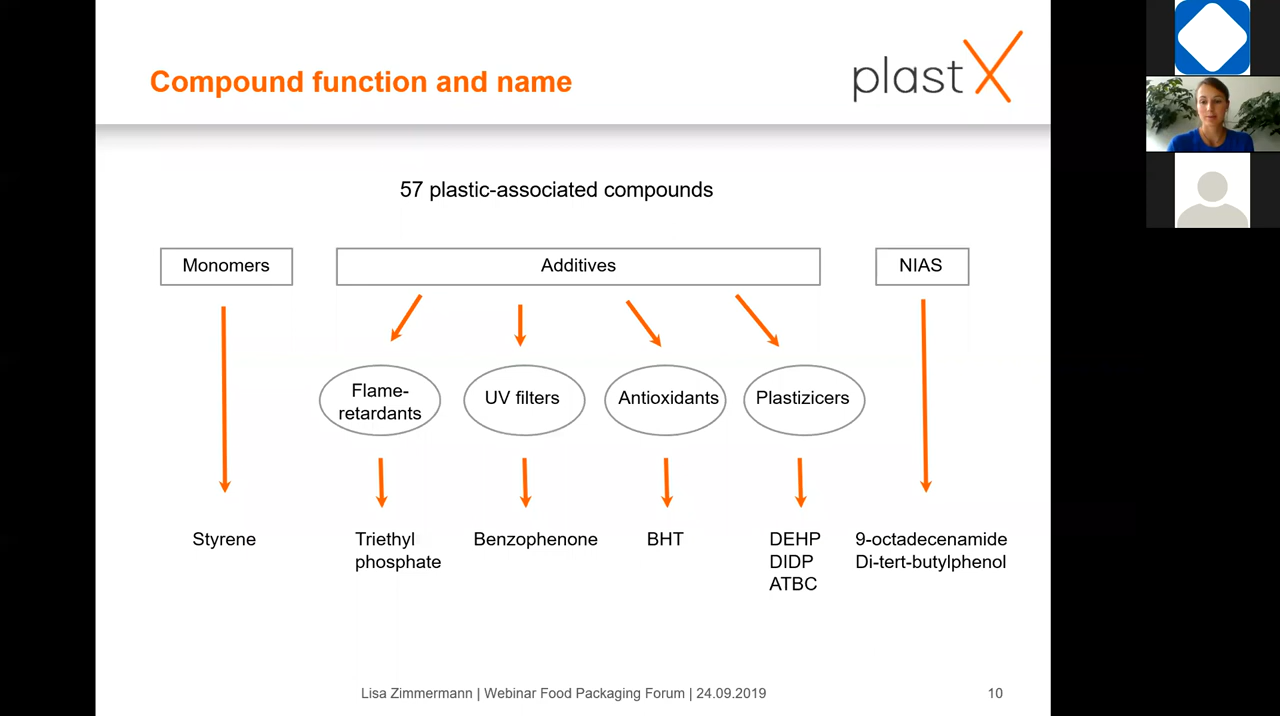 Compound function and name
plastX
57 plastic-associated compounds
Monomers
Additives
NIAS
Flame-
retardants
UV filters
Antioxidants
Plastizicers
Styrene
Triethyl
phosphate
Benzophenone
BHT
DEHP
DIDP
ATBC
9-octadecenamide
Di-tert-butylphenol
Lisa Zimmermann | Webinar Food Packaging Forum | 24.09.2019
10